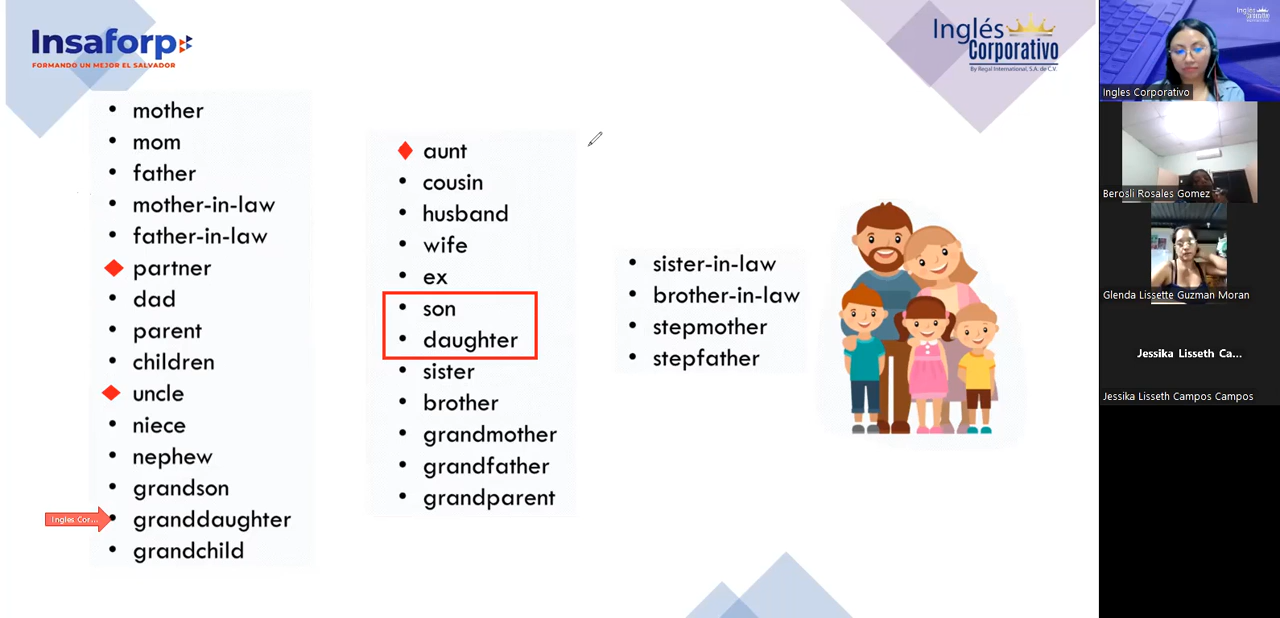 Insaforp
FORMANDO UN MEJOR EL SALVADOR
Inglés
Corporativo
By Regal International, S.A. de C.V.
• mother
• mom
• father
• mother-in-law
• father-in-law
partner
• dad
• parent
• children
uncle
• niece
• nephew
• grandson
• granddaughter
• grandchild
Ingles Cor...
aunt
• cousin
• husband
• wife
• ex
• son
• daughter
• sister
• brother
• grandmother
• grandfather
• grandparent
• sister-in-law
• brother-in-law
• stepmother
• stepfather
Inglés
Corporativo
Ingles Corporativo
Berosli Rosales Gomez
Glenda Lissette Guzman Moran
Jessika Lisseth Ca...
Jessika Lisseth Campos Campos